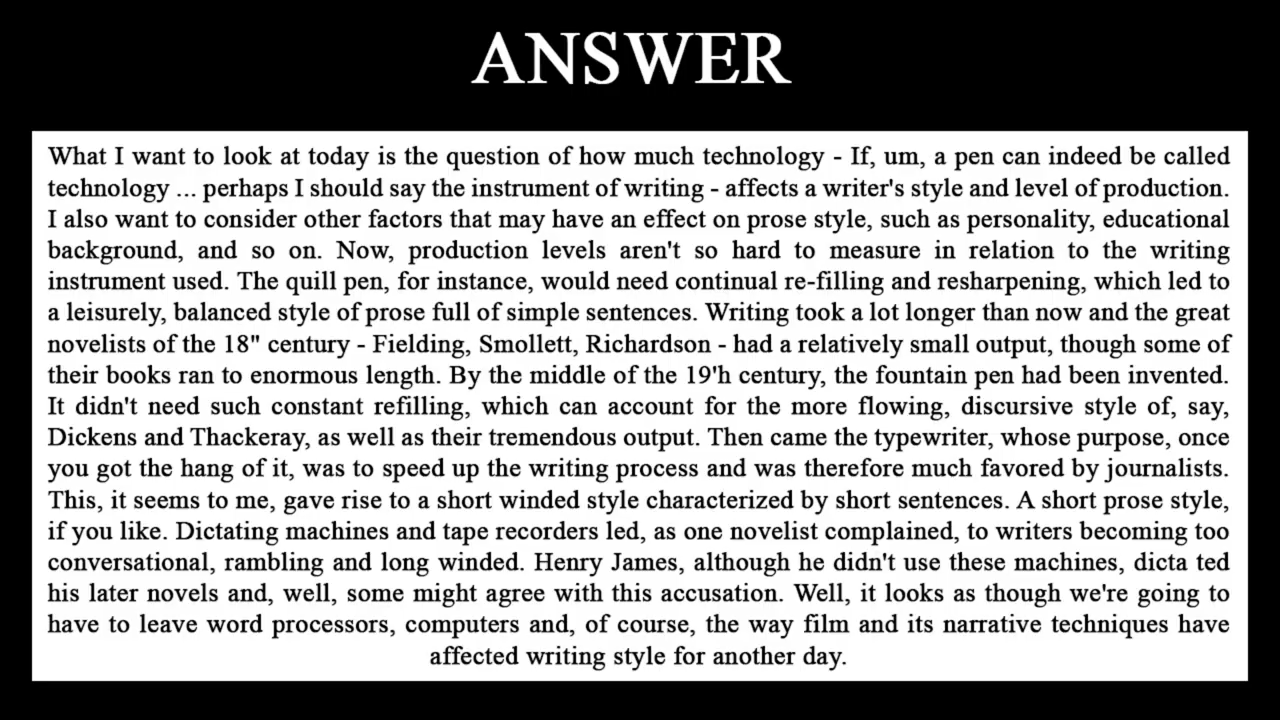 ANSWER
What I want to look at today is the question of how much technology - If, um, a pen can indeed be called
technology ... perhaps I should say the instrument of writing - affects a writer's style and level of production.
I also want to consider other factors that may have an effect on prose style, such as personality, educational
background, and so on. Now, production levels aren't so hard to measure in relation to the writing
instrument used. The quill pen, for instance, would need continual re-filling and resharpening, which led to
a leisurely, balanced style of prose full of simple sentences. Writing took a lot longer than now and the great
novelists of the 18" century - Fielding, Smollett, Richardson - had a relatively small output, though some of
their books ran to enormous length. By the middle of the 19'h century, the fountain pen had been invented.
It didn't need such constant refilling, which can account for the more flowing, discursive style of, say,
Dickens and Thackeray, as well as their tremendous output. Then came the typewriter, whose purpose, once
you got the hang of it, was to speed up the writing process and was therefore much favored by journalists.
This, it seems to me, gave rise to a short winded style characterized by short sentences. A short prose style,
if you like. Dictating machines and tape recorders led, as one novelist complained, to writers becoming too
conversational, rambling and long winded. Henry James, although he didn't use these machines, dicta ted
his later novels and, well, some might agree with this accusation. Well, it looks as though we're going to
have to leave word processors, computers and, of course, the way film and its narrative techniques have
affected writing style for another day.